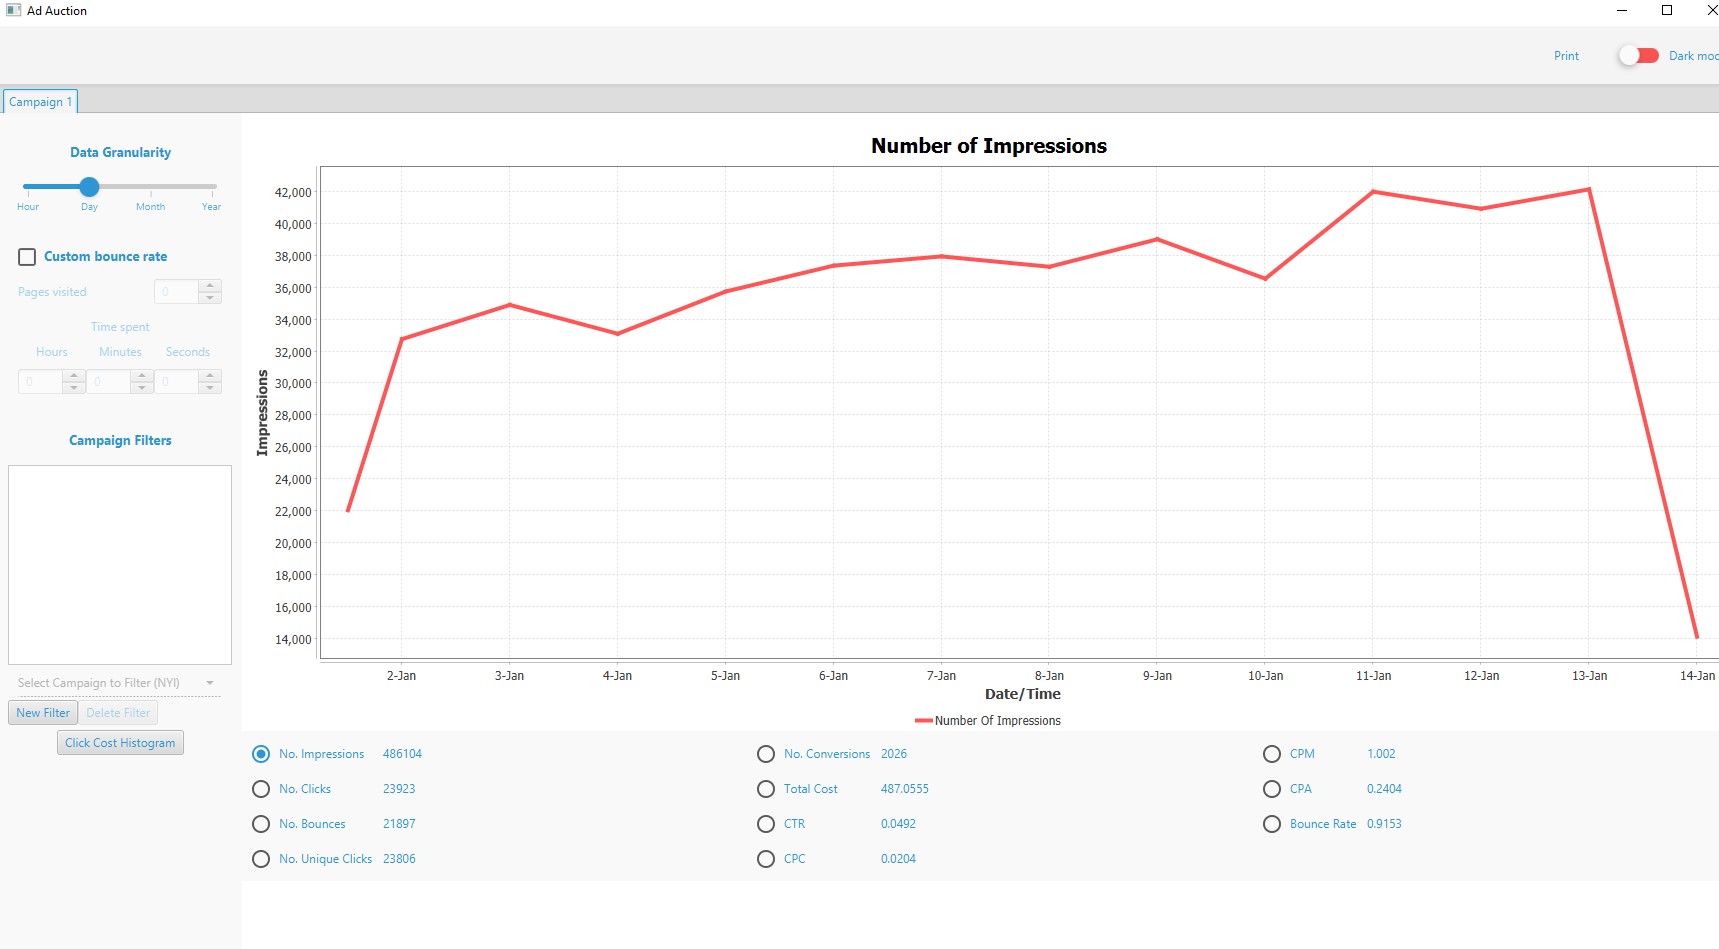 Ad Auction
Print
Dark moc
Campaign 1
Data Granularity
Hour Day Month Year
Custom bounce rate
Pages visited 0
Time spent
Hours Minutes Seconds
0 0 0
Campaign Filters
Select Campaign to Filter (NYI)
New Filter Delete Filter
Click Cost Histogram
Number of Impressions
Impressions
42,000
40,000
38,000
36,000
34,000
32,000
30,000
28,000
26,000
24,000
22,000
20,000
18,000
16,000
14,000
2-Jan 3-Jan 4-Jan 5-Jan 6-Jan 7-Jan 8-Jan 9-Jan 10-Jan 11-Jan 12-Jan 13-Jan 14-Jan
Date/Time
Number Of Impressions
No. Impressions 486104 No. Conversions 2026 CPM 1.002
No. Clicks 23923 Total Cost 487.0555 CPA 0.2404
No. Bounces 21897 CTR 0.0492 Bounce Rate 0.9153
No. Unique Clicks 23806 CPC 0.0204